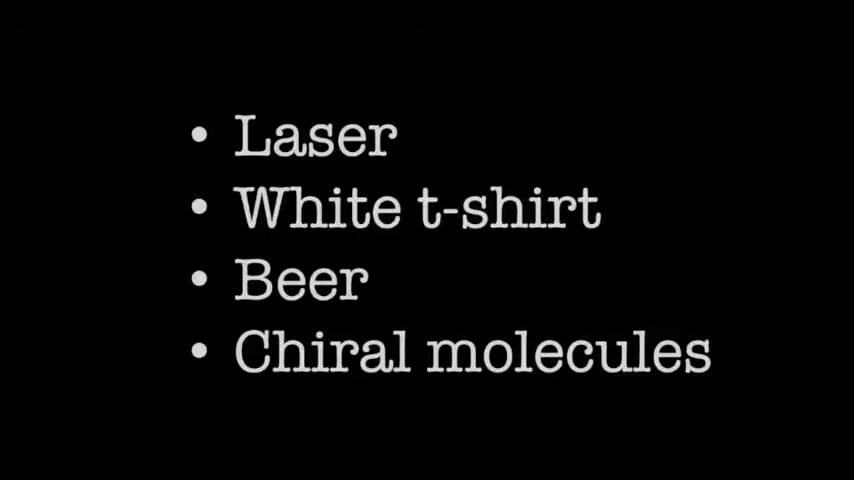 • Laser
• White t-shirt
• Beer
• Chiral molecules